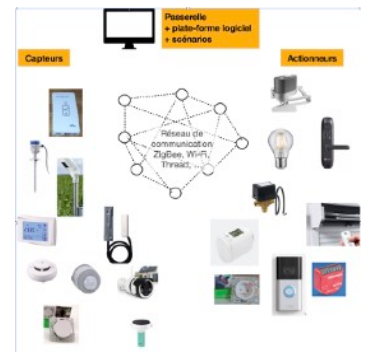 Passerelle
+ plate-forme logiciel
+ scénarios
Capteurs
Actionneurs
Réseau de
communication
ZigBee, Wi-Fi,
Thread, ...